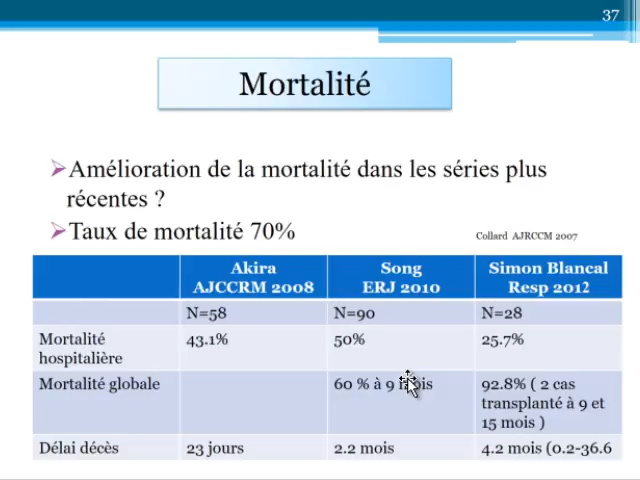 37
Mortalité
Amélioration de la mortalité dans les séries plus
récentes ?
Taux de mortalité 70%
Collard AJRCCM 2007
Akira
AJCCRM 2008
Song
ERJ 2010
Simon Blancal
Resp 2012
N=58
N=90
N=28
Mortalité
hospitalière
43.1%
50%
25.7%
Mortalité globale
60 % à 9 mois
92.8% ( 2 cas
transplanté à 9 et
15 mois )
Délai décès
23 jours
2.2 mois
4.2 mois (0.2-36.6